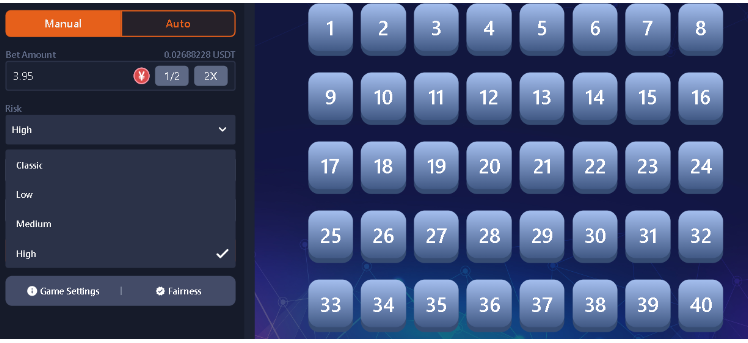 Manual Auto
Bet Amount 0.02688228 USDT
3.95 ¥ 1/2 2X
Risk
High
Classic
Low
Medium
High
Game Settings | Fairness
1 2 3 4 5 6 7 8
9 10 11 12 13 14 15 16
17 18 19 20 21 22 23 24
25 26 27 28 29 30 31 32
33 34 35 36 37 38 39 40